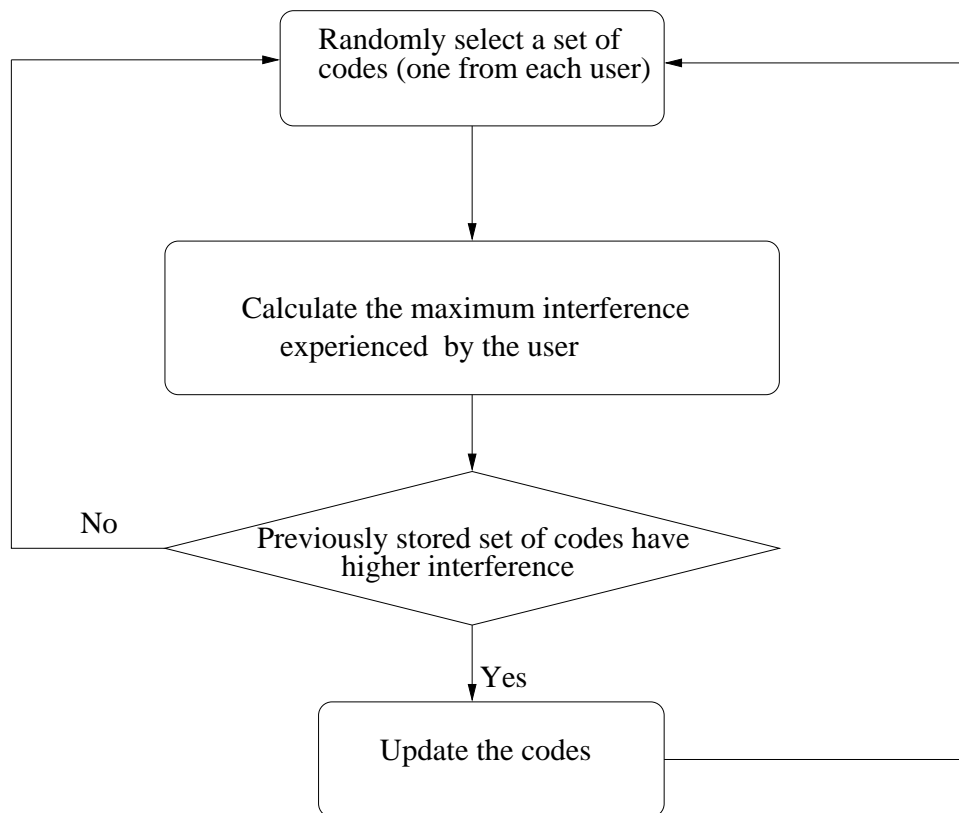 Randomly select a set of
codes (one from each user)
Calculate the maximum interference
experienced by the user
No
Previously stored set of codes have
higher interference
Yes
Update the codes